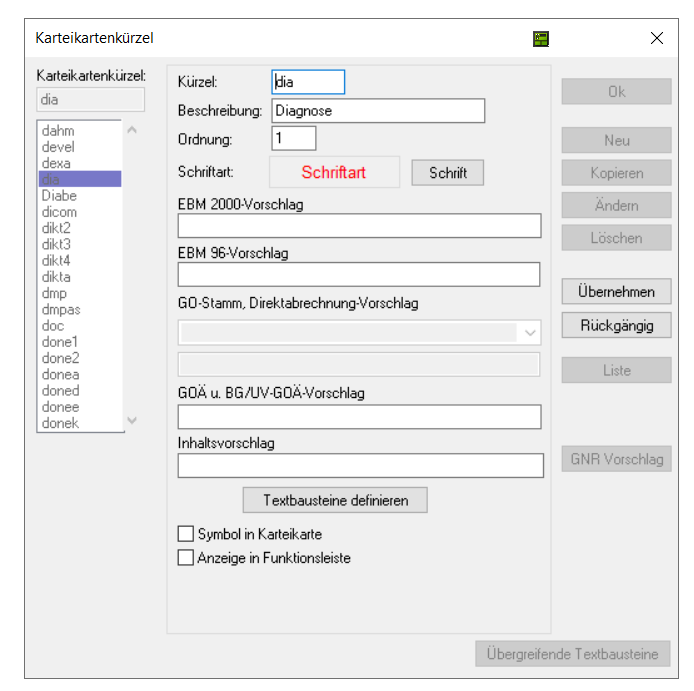 Karteikartenkürzel
Karteikartenkürzel:
dia
dahm
devel
dexa
dia
Diabe
dicom
dikt2
dikt3
dikt4
dikta
dmp
dmpas
doc
done1
done2
donea
doned
donee
donek
Kürzel:
dia
Beschreibung:
Diagnose
Ordnung:
1
Schriftart:
Schriftart
Schrift
EBM 2000-Vorschlag
EBM 96-Vorschlag
GO-Stamm, Direktabrechnung-Vorschlag
GOÄ u. BG/UV-GOÄ-Vorschlag
Inhaltsvorschlag
Textbausteine definieren
Symbol in Karteikarte
Anzeige in Funktionsleiste
Ok
Neu
Kopieren
Ändern
Löschen
Übernehmen
Rückgängig
Liste
GNR Vorschlag
Übergreifende Textbausteine